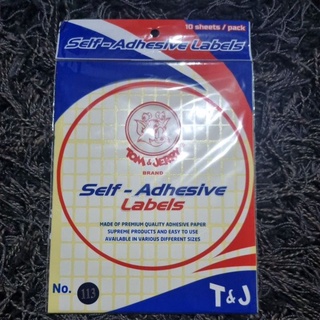 10 sheets / pack
Self - Adhesive Labels
TOM & JERRY
BRAND
Self - Adhesive
Labels
MADE OF PREMIUM QUALITY ADHESIVE PAPER
SUPREME PRODUCTS AND EASY TO USE
AVAILABLE IN VARIOUS DIFFERENT SIZES
No. 113
T&J